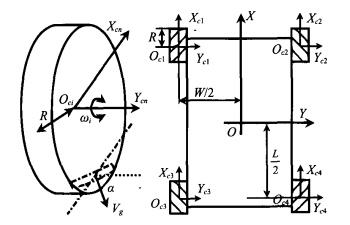 X_cn
O_ci
Y_cn
R
ω_i
α
V_g
R
X_c1
O_c1
Y_c1
W/2
X
O
Y
X_c2
O_c2
Y_c2
L/2
X_c3
O_c3
Y_c3
X_c4
O_c4
Y_c4